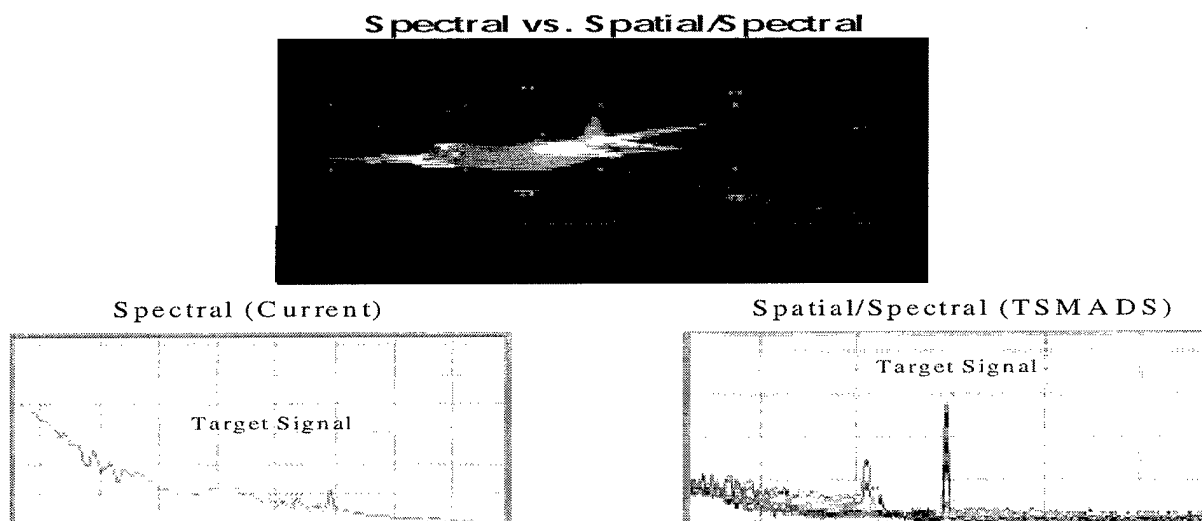 Spectral vs. Spatial/Spectral
Spectral (Current)
Spatial/Spectral (TSMADS)
Target Signal
Target Signal